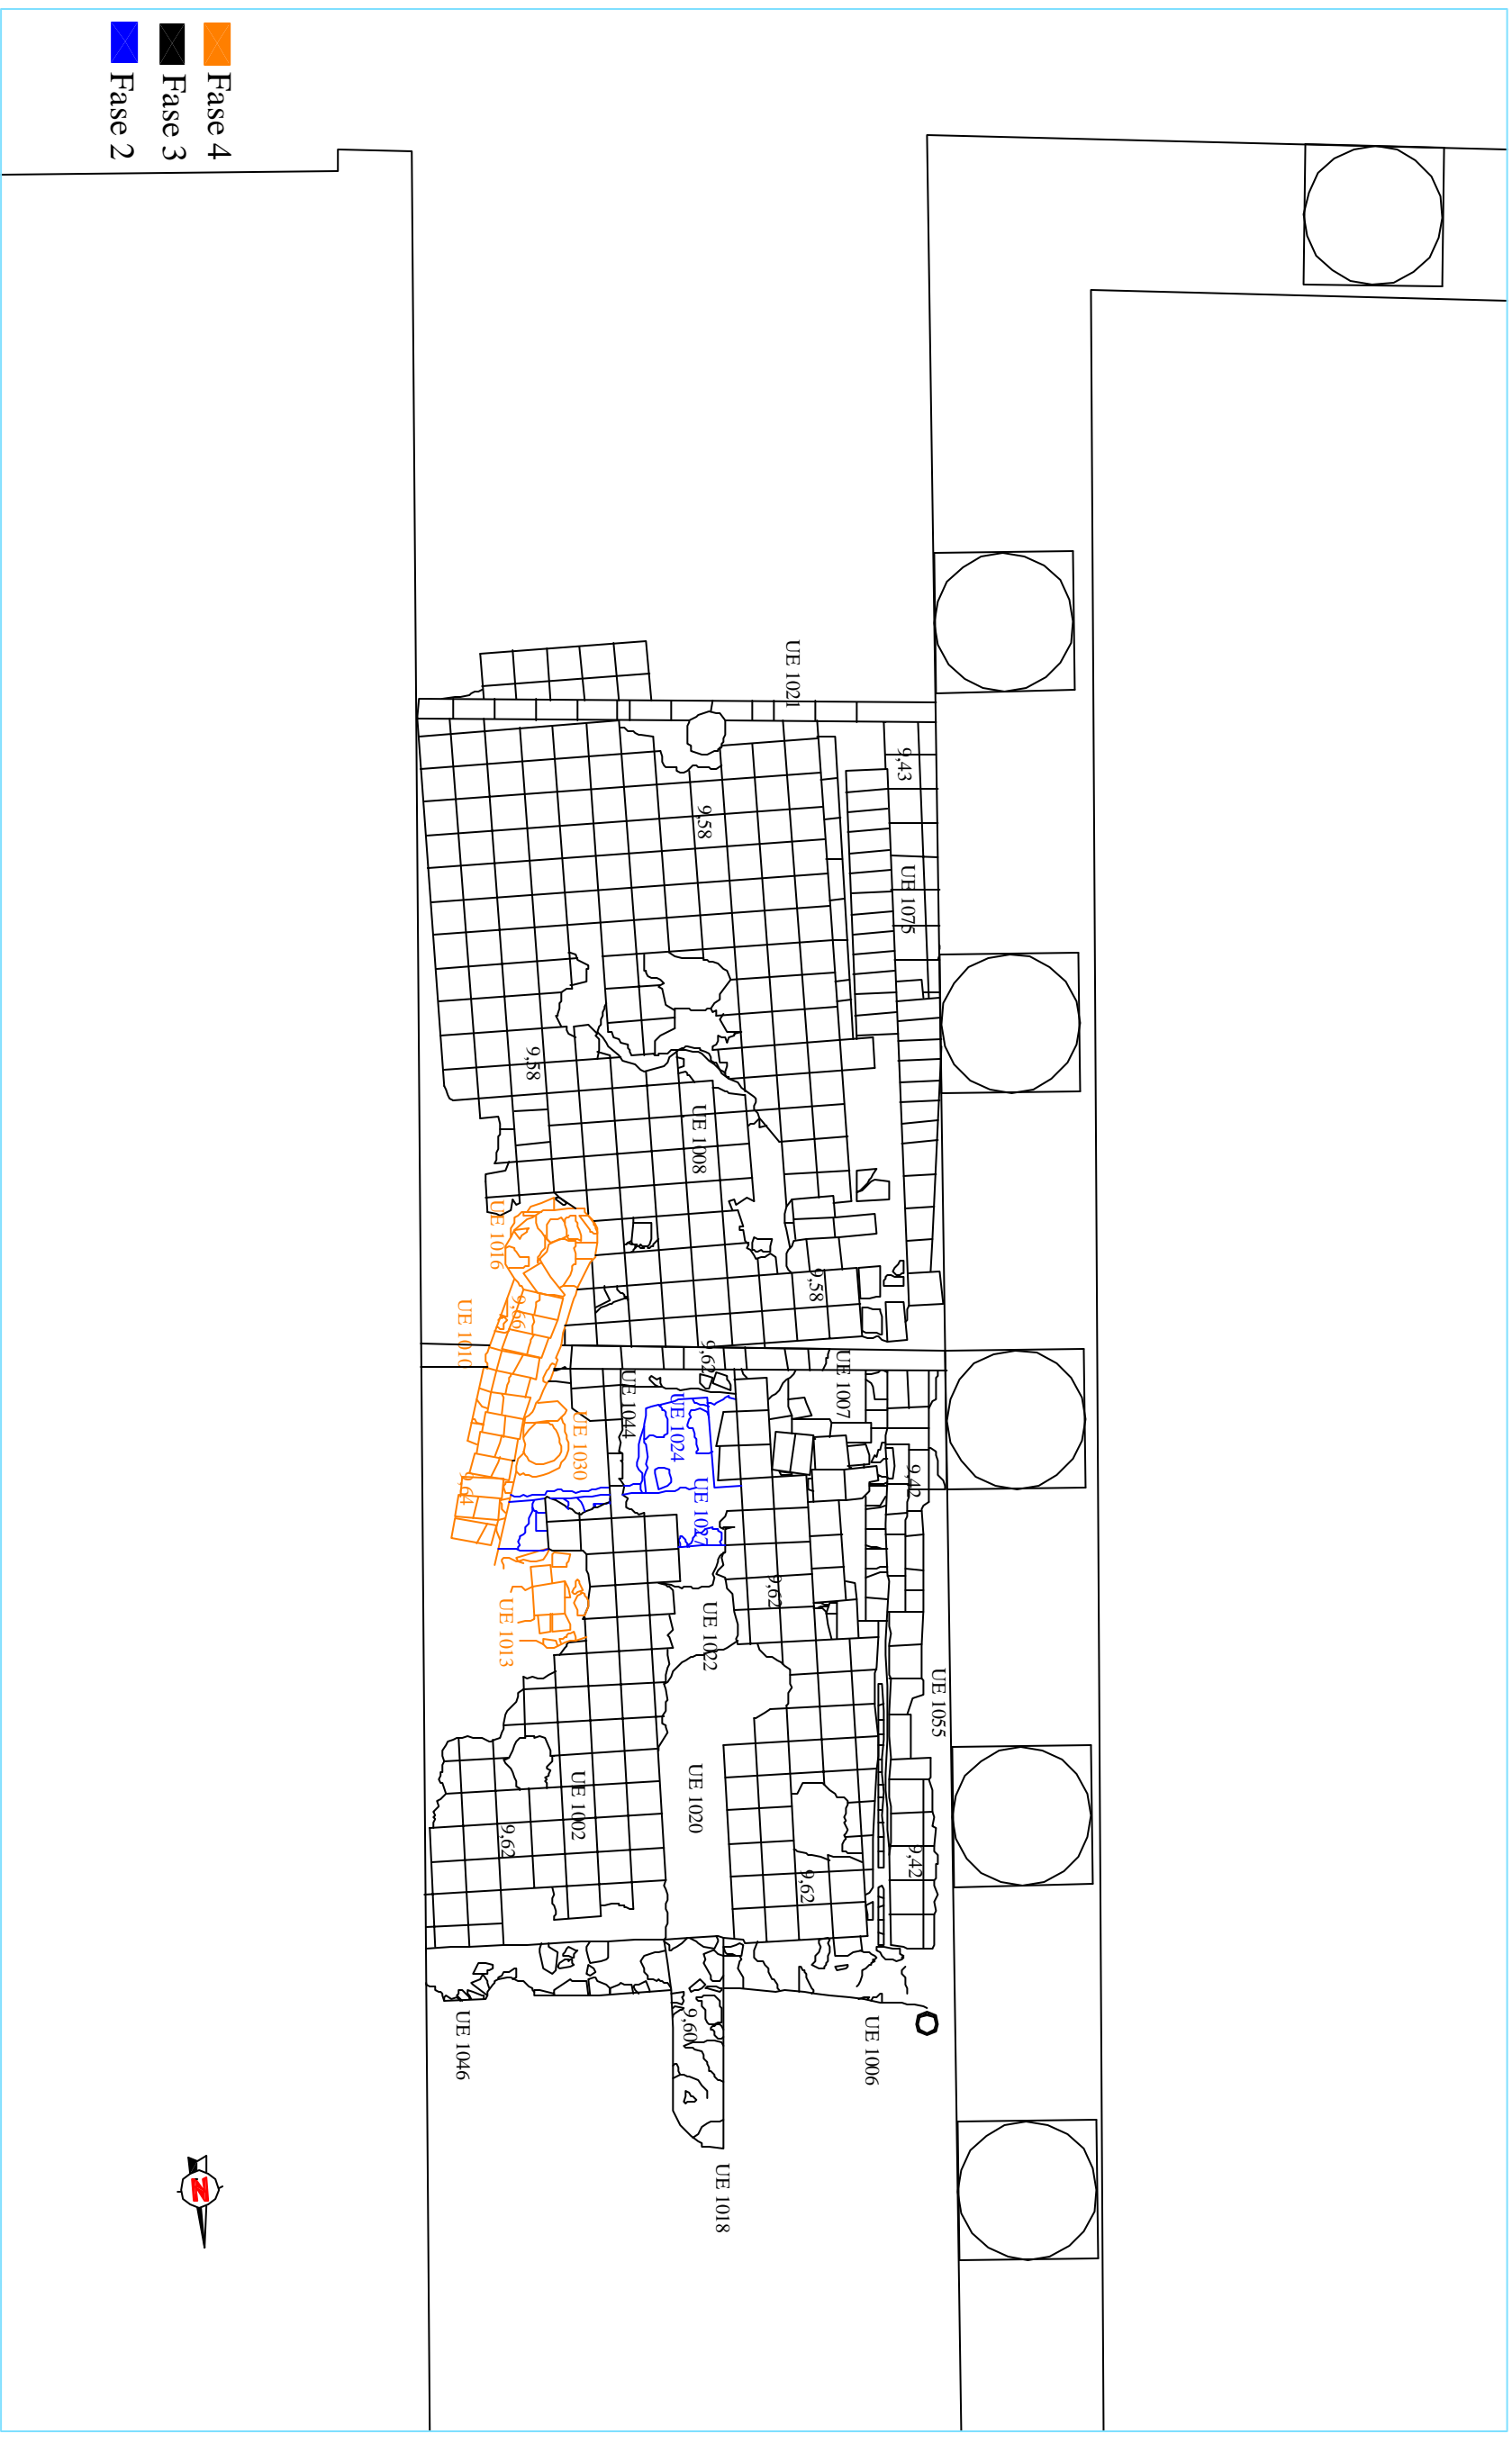 Fase 4
Fase 3
Fase 2
UE 1021
9,43
9,58
UE 1075
9,58
UE 1008
UE 1016
9,58
9,66
UE 1010
9,62
UE 1007
UE 1044
UE 1024
UE 1030
9,42
9,64
UE 1027
9,62
UE 1013
UE 1022
UE 1055
UE 1020
UE 1002
9,62
9,42
9,62
9,60
UE 1046
UE 1006
UE 1018
N